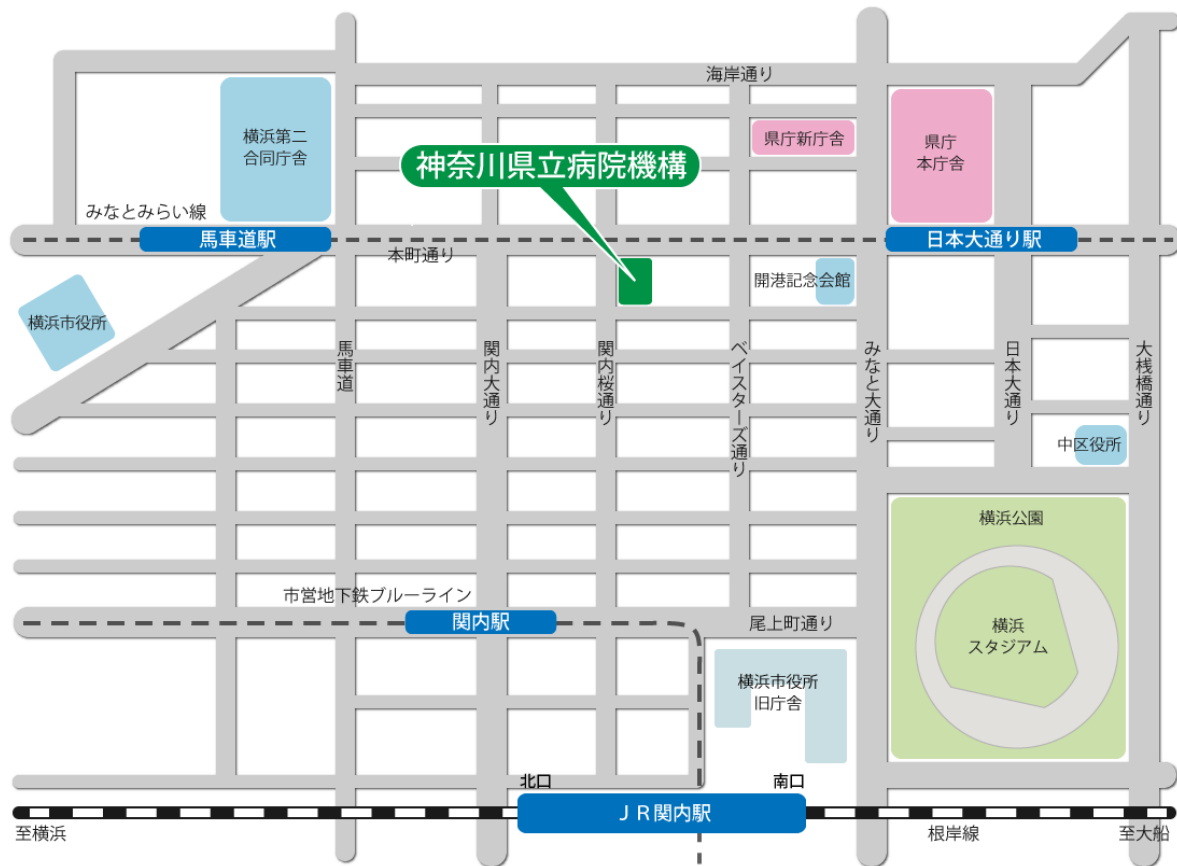 海岸通り
横浜第二
合同庁舎
県庁新庁舎
県庁
本庁舎
神奈川県立病院機構
みなとみらい線
馬車道駅
日本大通り駅
本町通り
開港記念会館
横浜市役所
馬車道
関内大通り
関内桜通り
ベイスターズ通り
みなと大通り
日本大通り
大桟橋通り
中区役所
横浜公園
市営地下鉄ブルーライン
関内駅
尾上町通り
横浜
スタジアム
横浜市役所
旧庁舎
北口
南口
ＪＲ関内駅
至横浜
根岸線
至大船